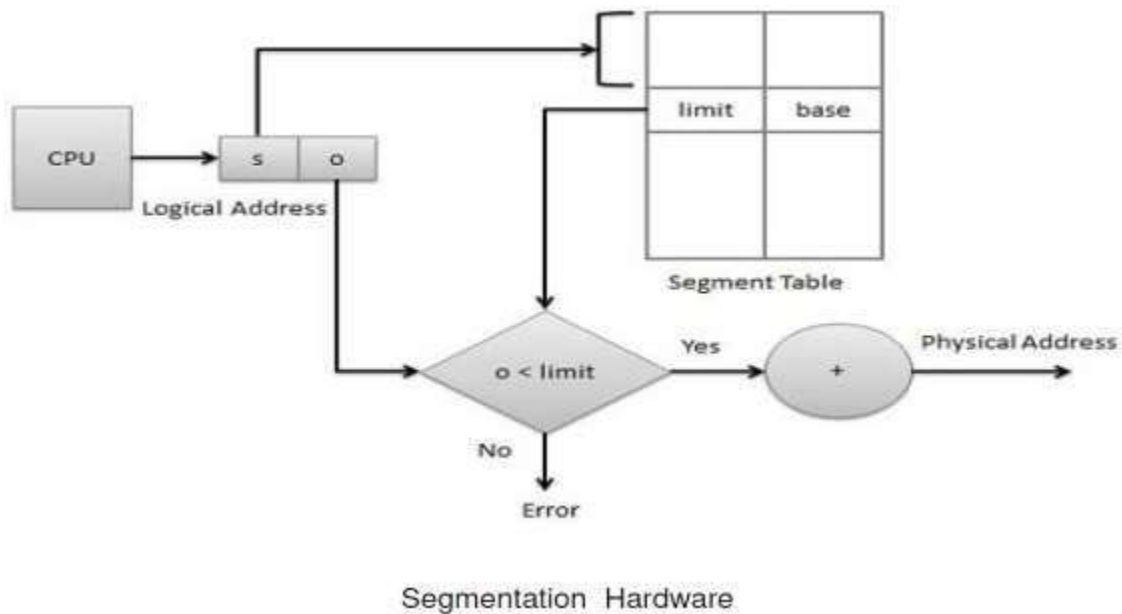 limit base
CPU
s o
Logical Address
Segment Table
o < limit
Yes
+
Physical Address
No
Error
Segmentation Hardware